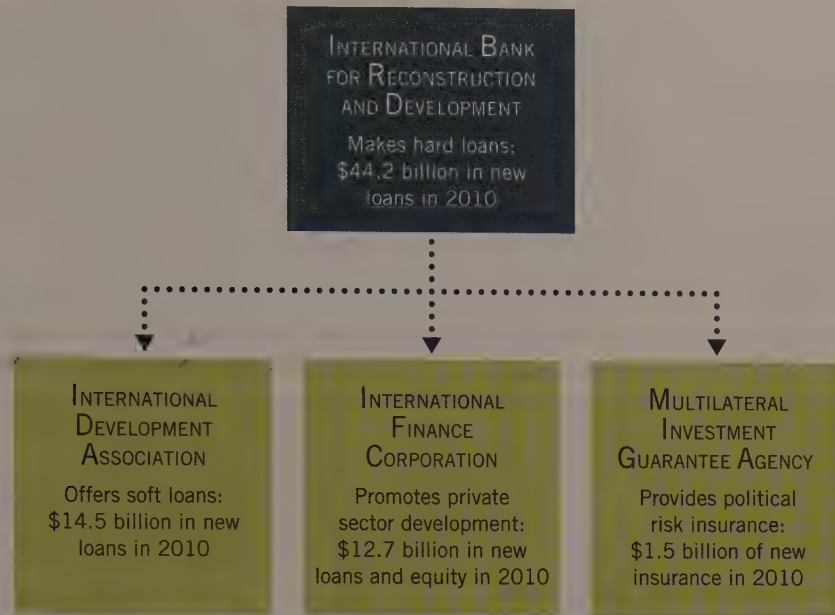 INTERNATIONAL BANK
FOR RECONSTRUCTION
AND DEVELOPMENT
Makes hard loans:
$44.2 billion in new
loans in 2010
INTERNATIONAL
DEVELOPMENT
ASSOCIATION
Offers soft loans:
$14.5 billion in new
loans in 2010
INTERNATIONAL
FINANCE
CORPORATION
Promotes private
sector development:
$12.7 billion in new
loans and equity in 2010
MULTILATERAL
INVESTMENT
GUARANTEE AGENCY
Provides political
risk insurance:
$1.5 billion of new
insurance in 2010